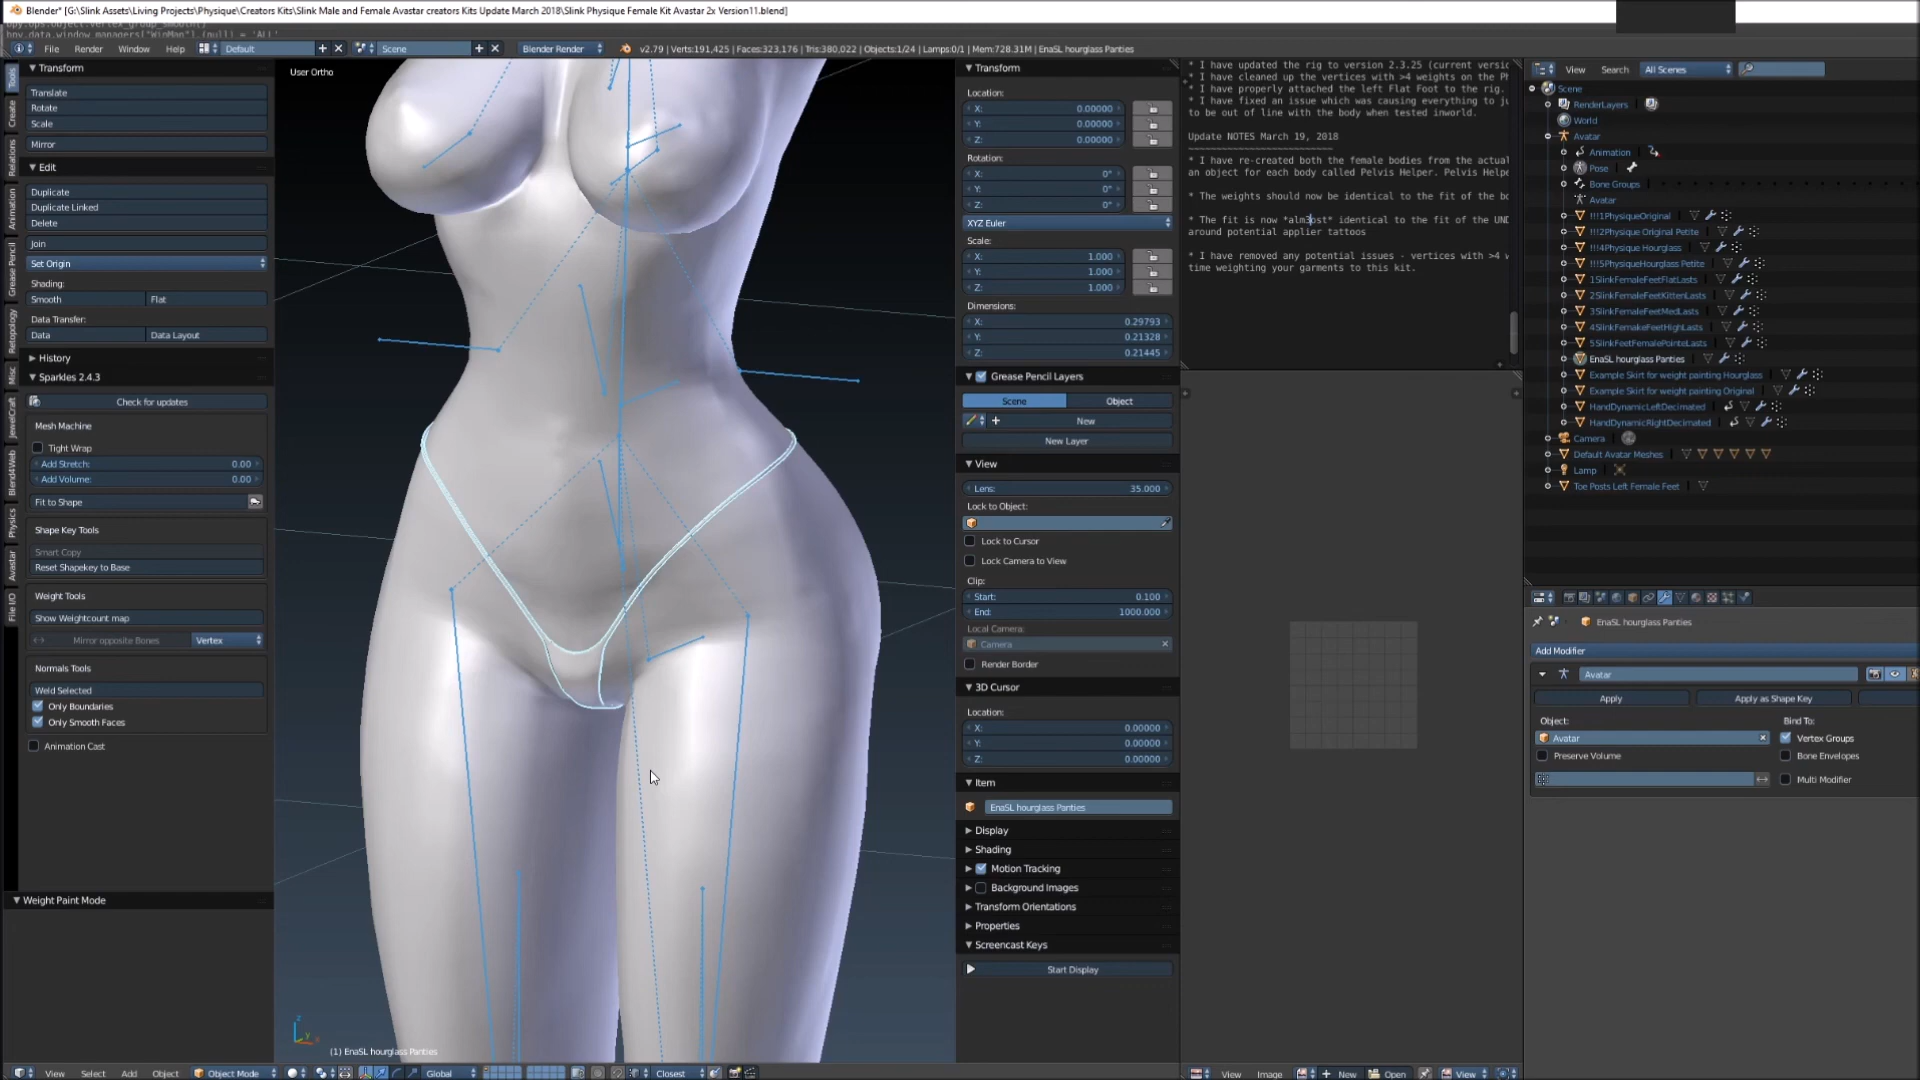 Blender* [G:\Slink Assets\Living Projects\Physique\Creators Kits\Slink Male and Female Avastar creators Kits Update March 2018\Slink Physique Female Kit Avastar 2x Version11.blend]
File Render Window Help Default Scene Blender Render v2.79 | Verts:191,425 | Faces:323,176 | Tris:380,022 | Objects:1/24 | Lamps:0/1 | Mem:728.31M | EnaSL hourglass Panties
Tools
Create
Relations
Animation
Grease Pencil
Retopology
Misc
JewelCraft
Blend4Web
Physics
Avastar
File I/O
Transform
Translate
Rotate
Scale
Mirror
Edit
Duplicate
Duplicate Linked
Delete
Join
Set Origin
Shading:
Smooth Flat
Data Transfer:
Data Data Layout
History
Sparkles 2.4.3
Check for updates
Mesh Machine
Tight Wrap
Add Stretch: 0.00
Add Volume: 0.00
Fit to Shape
Shape Key Tools
Smart Copy
Reset Shapekey to Base
Weight Tools
Show Weightcount map
Mirror opposite Bones Vertex
Normals Tools
Weld Selected
Only Boundaries
Only Smooth Faces
Animation Cast
Weight Paint Mode
User Ortho
(1) EnaSL hourglass Panties
View Select Add Object Object Mode Global Closest
Transform
Location:
X: 0.00000
Y: 0.00000
Z: 0.00000
Rotation:
X: 0°
Y: 0°
Z: 0°
XYZ Euler
Scale:
X: 1.000
Y: 1.000
Z: 1.000
Dimensions:
X: 0.29793
Y: 0.21328
Z: 0.21445
Grease Pencil Layers
Scene Object
New
New Layer
View
Lens: 35.000
Lock to Object:
Lock to Cursor
Lock Camera to View
Clip:
Start: 0.100
End: 1000.000
Local Camera:
Camera
Render Border
3D Cursor
Location:
X: 0.00000
Y: 0.00000
Z: 0.00000
Item
EnaSL hourglass Panties
Display
Shading
Motion Tracking
Background Images
Transform Orientations
Properties
Screencast Keys
Start Display
* I have updated the rig to version 2.3.25 (current versio
* I have cleaned up the vertices with >4 weights on the Ph
* I have properly attached the left Flat Foot to the rig.
* I have fixed an issue which was causing everything to ju
to be out of line with the body when tested inworld.
Update NOTES March 19, 2018
~~~~~~~~~~~~~~~~~~~~~~~~~~~
* I have re-created both the female bodies from the actual
an object for each body called Pelvis Helper. Pelvis Helpe
* The weights should now be identical to the fit of the bo
* The fit is now *almost* identical to the fit of the UND
around potential applier tattoos
* I have removed any potential issues - vertices with >4 w
time weighting your garments to this kit.
View Image New Open View
View Search All Scenes
Scene
RenderLayers
World
Avatar
Animation
Pose
Bone Groups
Avatar
!!!1PhysiqueOriginal
!!!2Physique Original Petite
!!!4Physique Hourglass
!!!5PhysiqueHourglass Petite
1SlinkFemaleFeetFlatLasts
2SlinkFemaleFeetKittenLasts
3SlinkFemaleFeetMedLasts
4SlinkFemakeFeetHighLasts
5SlinkFeetFemalePointeLasts
EnaSL hourglass Panties
Example Skirt for weight painting Hourglass
Example Skirt for weight painting Original
HandDynamicLeftDecimated
HandDynamicRightDecimated
Camera
Default Avatar Meshes
Lamp
Toe Posts Left Female Feet
EnaSL hourglass Panties
Add Modifier
Avatar
Apply Apply as Shape Key
Object: Bind To:
Avatar Vertex Groups
Preserve Volume Bone Envelopes
Multi Modifier